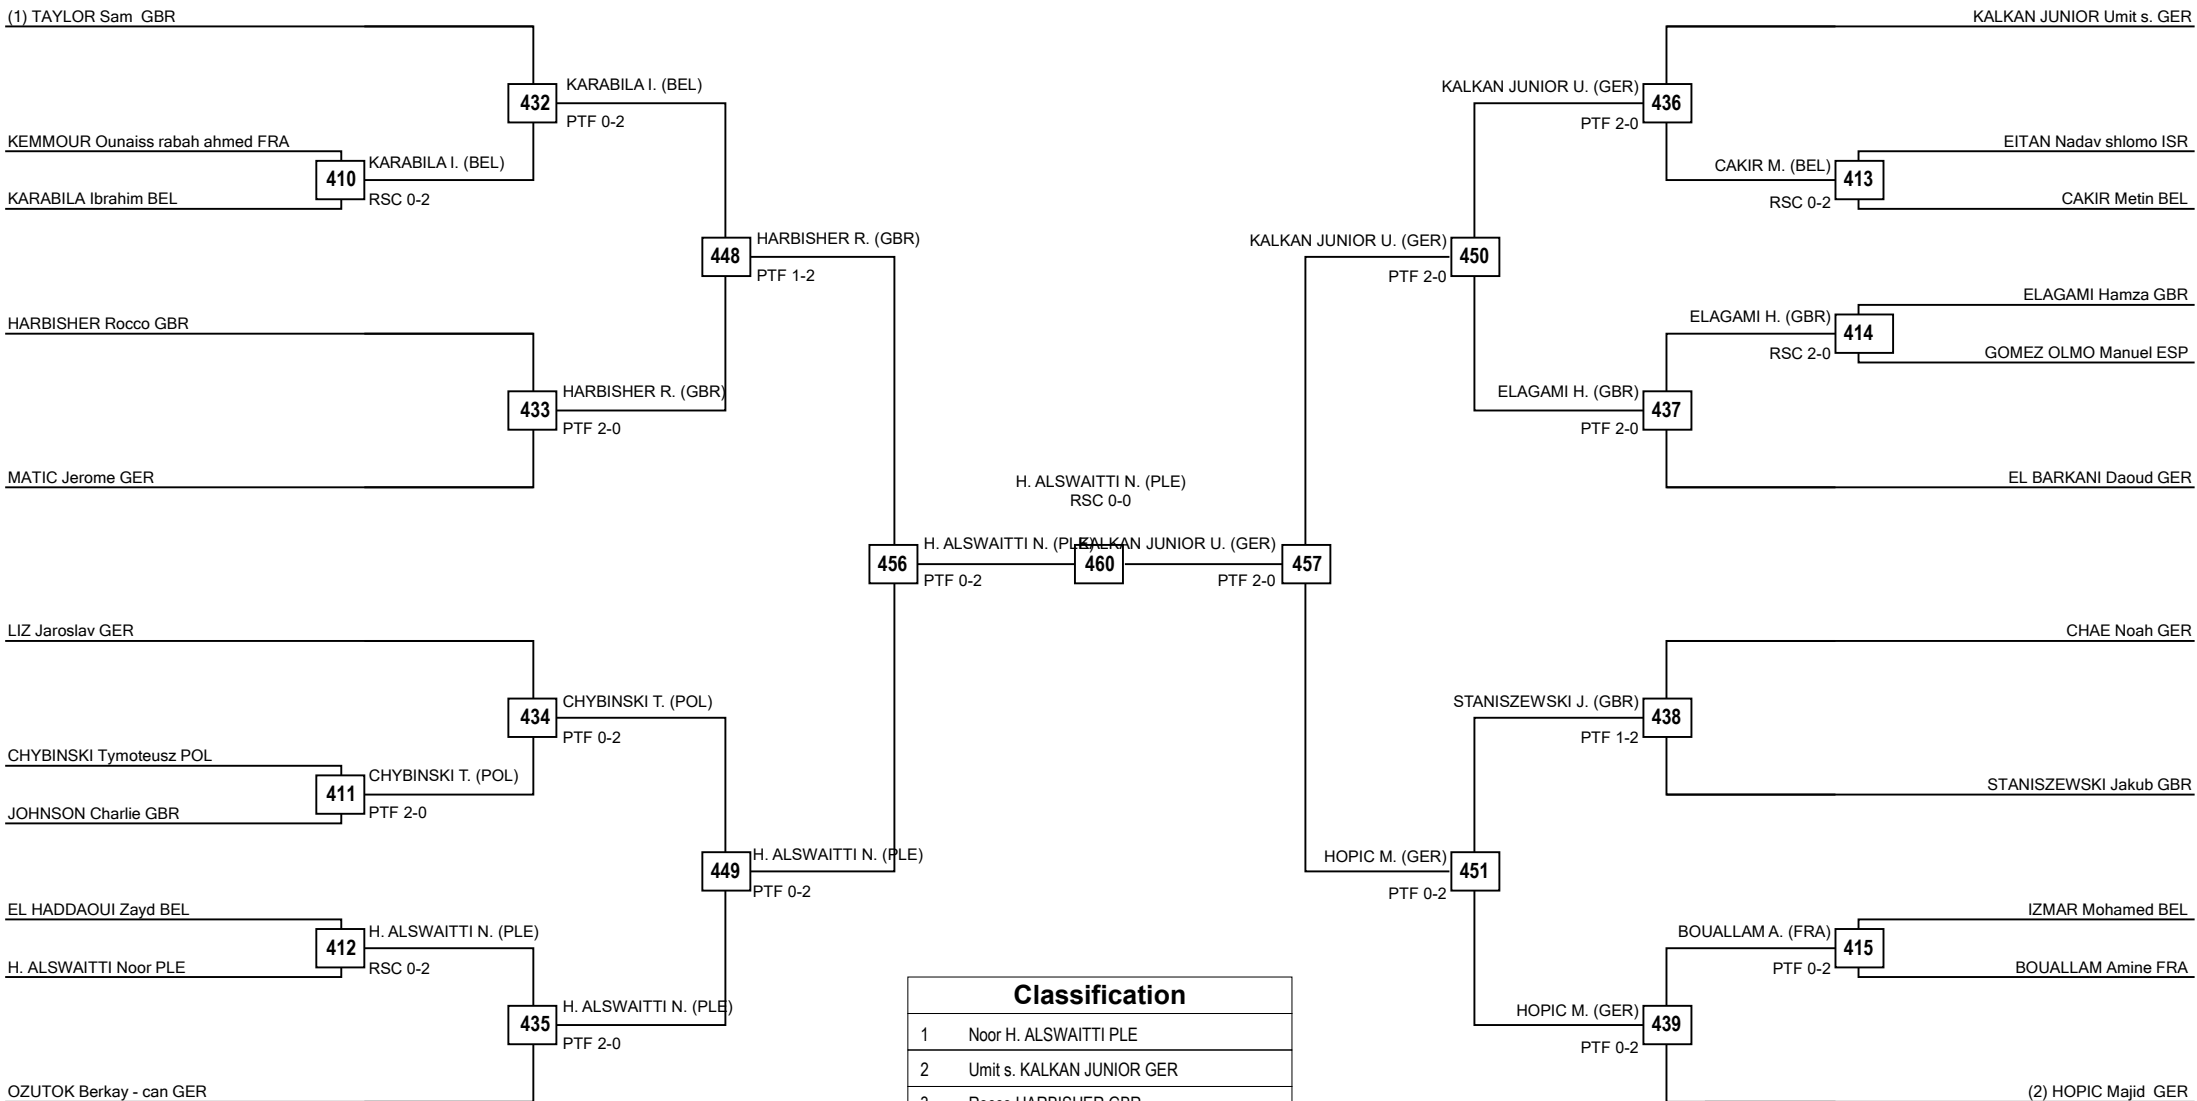 (1) TAYLOR Sam GBR
KARABILA I. (BEL)
432
PTF 0-2
KEMMOUR Ounaiss rabah ahmed FRA
KARABILA I. (BEL)
410
RSC 0-2
KARABILA Ibrahim BEL
HARBISHER R. (GBR)
448
PTF 1-2
HARBISHER Rocco GBR
HARBISHER R. (GBR)
433
PTF 2-0
MATIC Jerome GER
H. ALSWAITTI N. (PLE)
456
PTF 0-2
LIZ Jaroslav GER
CHYBINSKI T. (POL)
434
PTF 0-2
CHYBINSKI Tymoteusz POL
CHYBINSKI T. (POL)
411
PTF 2-0
JOHNSON Charlie GBR
H. ALSWAITTI N. (PLE)
449
PTF 0-2
EL HADDAOUI Zayd BEL
H. ALSWAITTI N. (PLE)
412
RSC 0-2
H. ALSWAITTI Noor PLE
H. ALSWAITTI N. (PLE)
435
PTF 2-0
OZUTOK Berkay - can GER
H. ALSWAITTI N. (PLE)
RSC 0-0
460
KALKAN JUNIOR Umit s. GER
KALKAN JUNIOR U. (GER)
436
PTF 2-0
EITAN Nadav shlomo ISR
CAKIR M. (BEL)
413
RSC 0-2
CAKIR Metin BEL
KALKAN JUNIOR U. (GER)
450
PTF 2-0
ELAGAMI Hamza GBR
ELAGAMI H. (GBR)
414
RSC 2-0
GOMEZ OLMO Manuel ESP
ELAGAMI H. (GBR)
437
PTF 2-0
EL BARKANI Daoud GER
KALKAN JUNIOR U. (GER)
457
PTF 2-0
CHAE Noah GER
STANISZEWSKI J. (GBR)
438
PTF 1-2
STANISZEWSKI Jakub GBR
HOPIC M. (GER)
451
PTF 0-2
IZMAR Mohamed BEL
BOUALLAM A. (FRA)
415
PTF 0-2
BOUALLAM Amine FRA
HOPIC M. (GER)
439
PTF 0-2
(2) HOPIC Majid GER
Classification
1 Noor H. ALSWAITTI PLE
2 Umit s. KALKAN JUNIOR GER
3 Rocco HARBISHER GBR